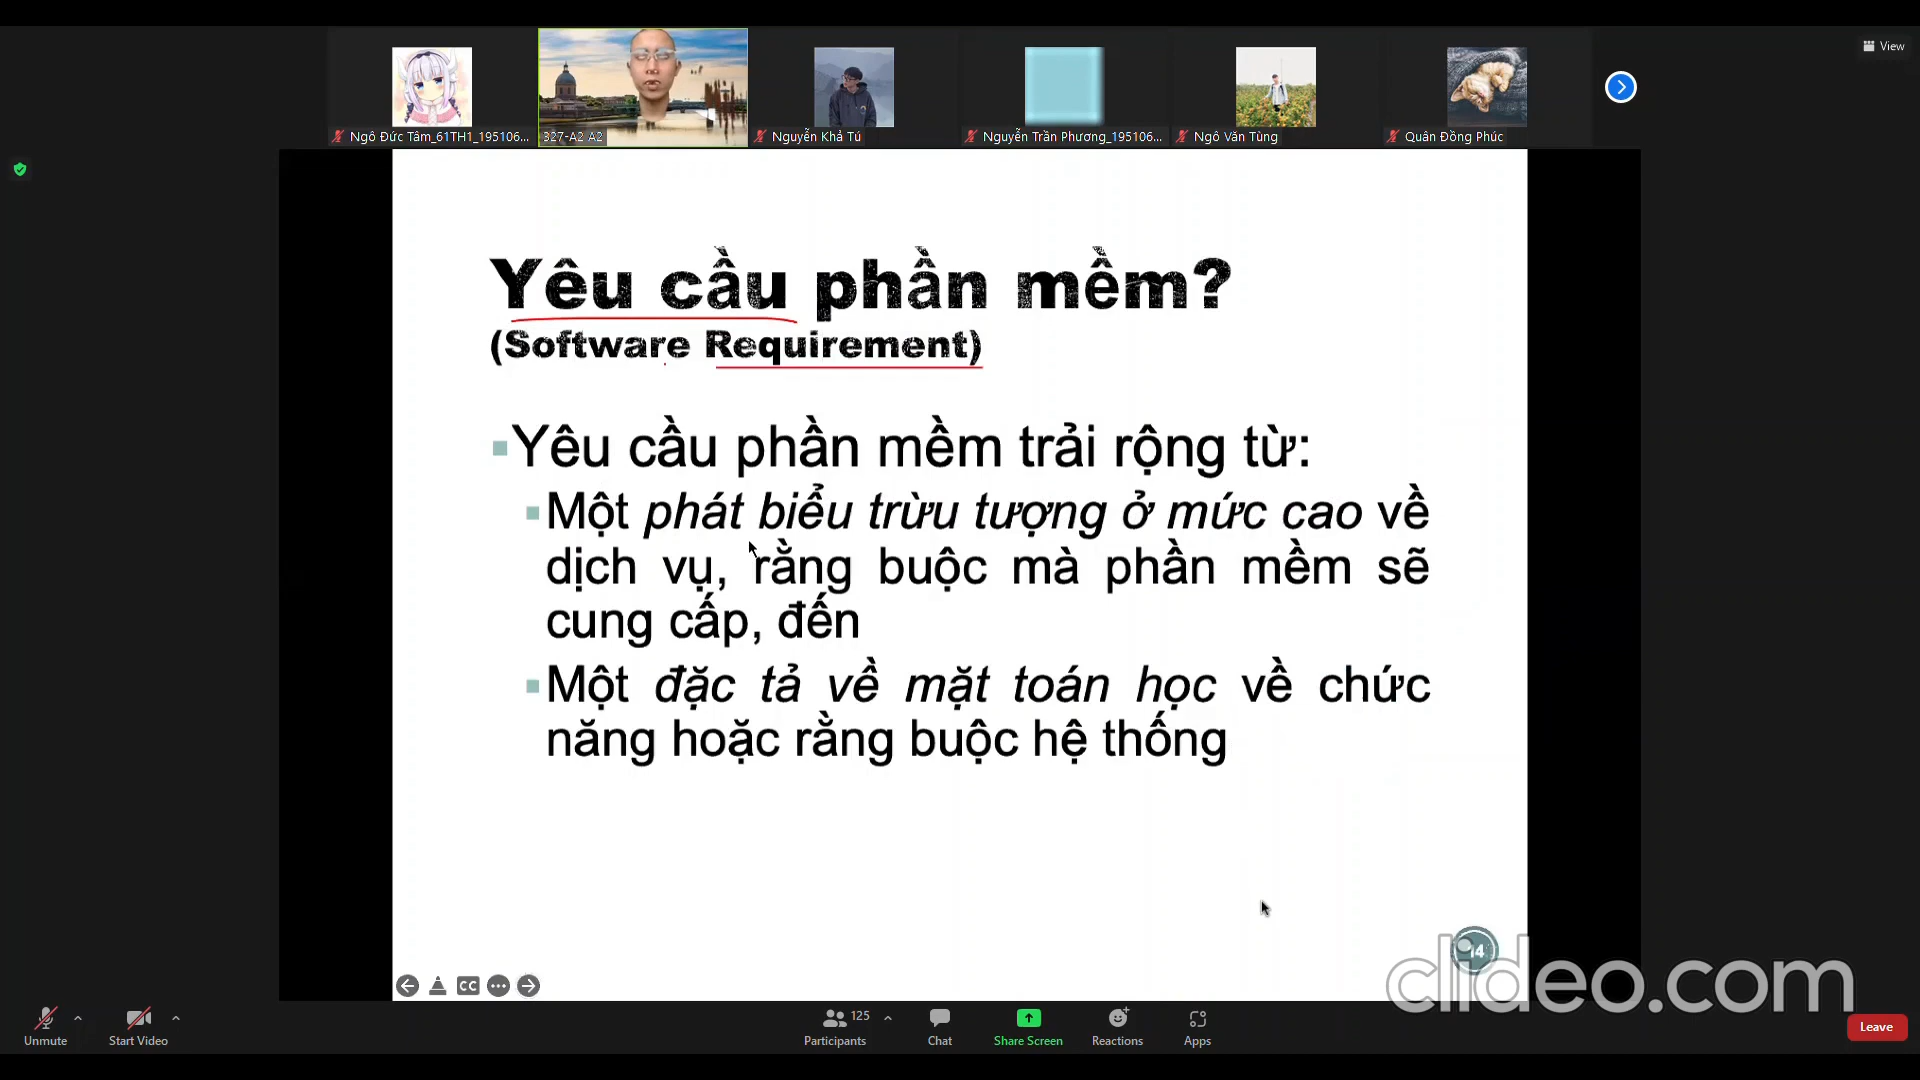 View
Ngô Đức Tâm_61TH1_195106...
327-A2 A2
Nguyễn Khả Tú
Nguyễn Trần Phương_195106...
Ngô Văn Tùng
Quân Đồng Phúc
Yêu cầu phần mềm?
(Software Requirement)
Yêu cầu phần mềm trải rộng từ:
Một phát biểu trừu tượng ở mức cao về
dịch vụ, rằng buộc mà phần mềm sẽ
cung cấp, đến
Một đặc tả về mặt toán học về chức
năng hoặc rằng buộc hệ thống
14
clideo.com
CC
Unmute
Start Video
Participants
125
Chat
Share Screen
Reactions
Apps
Leave